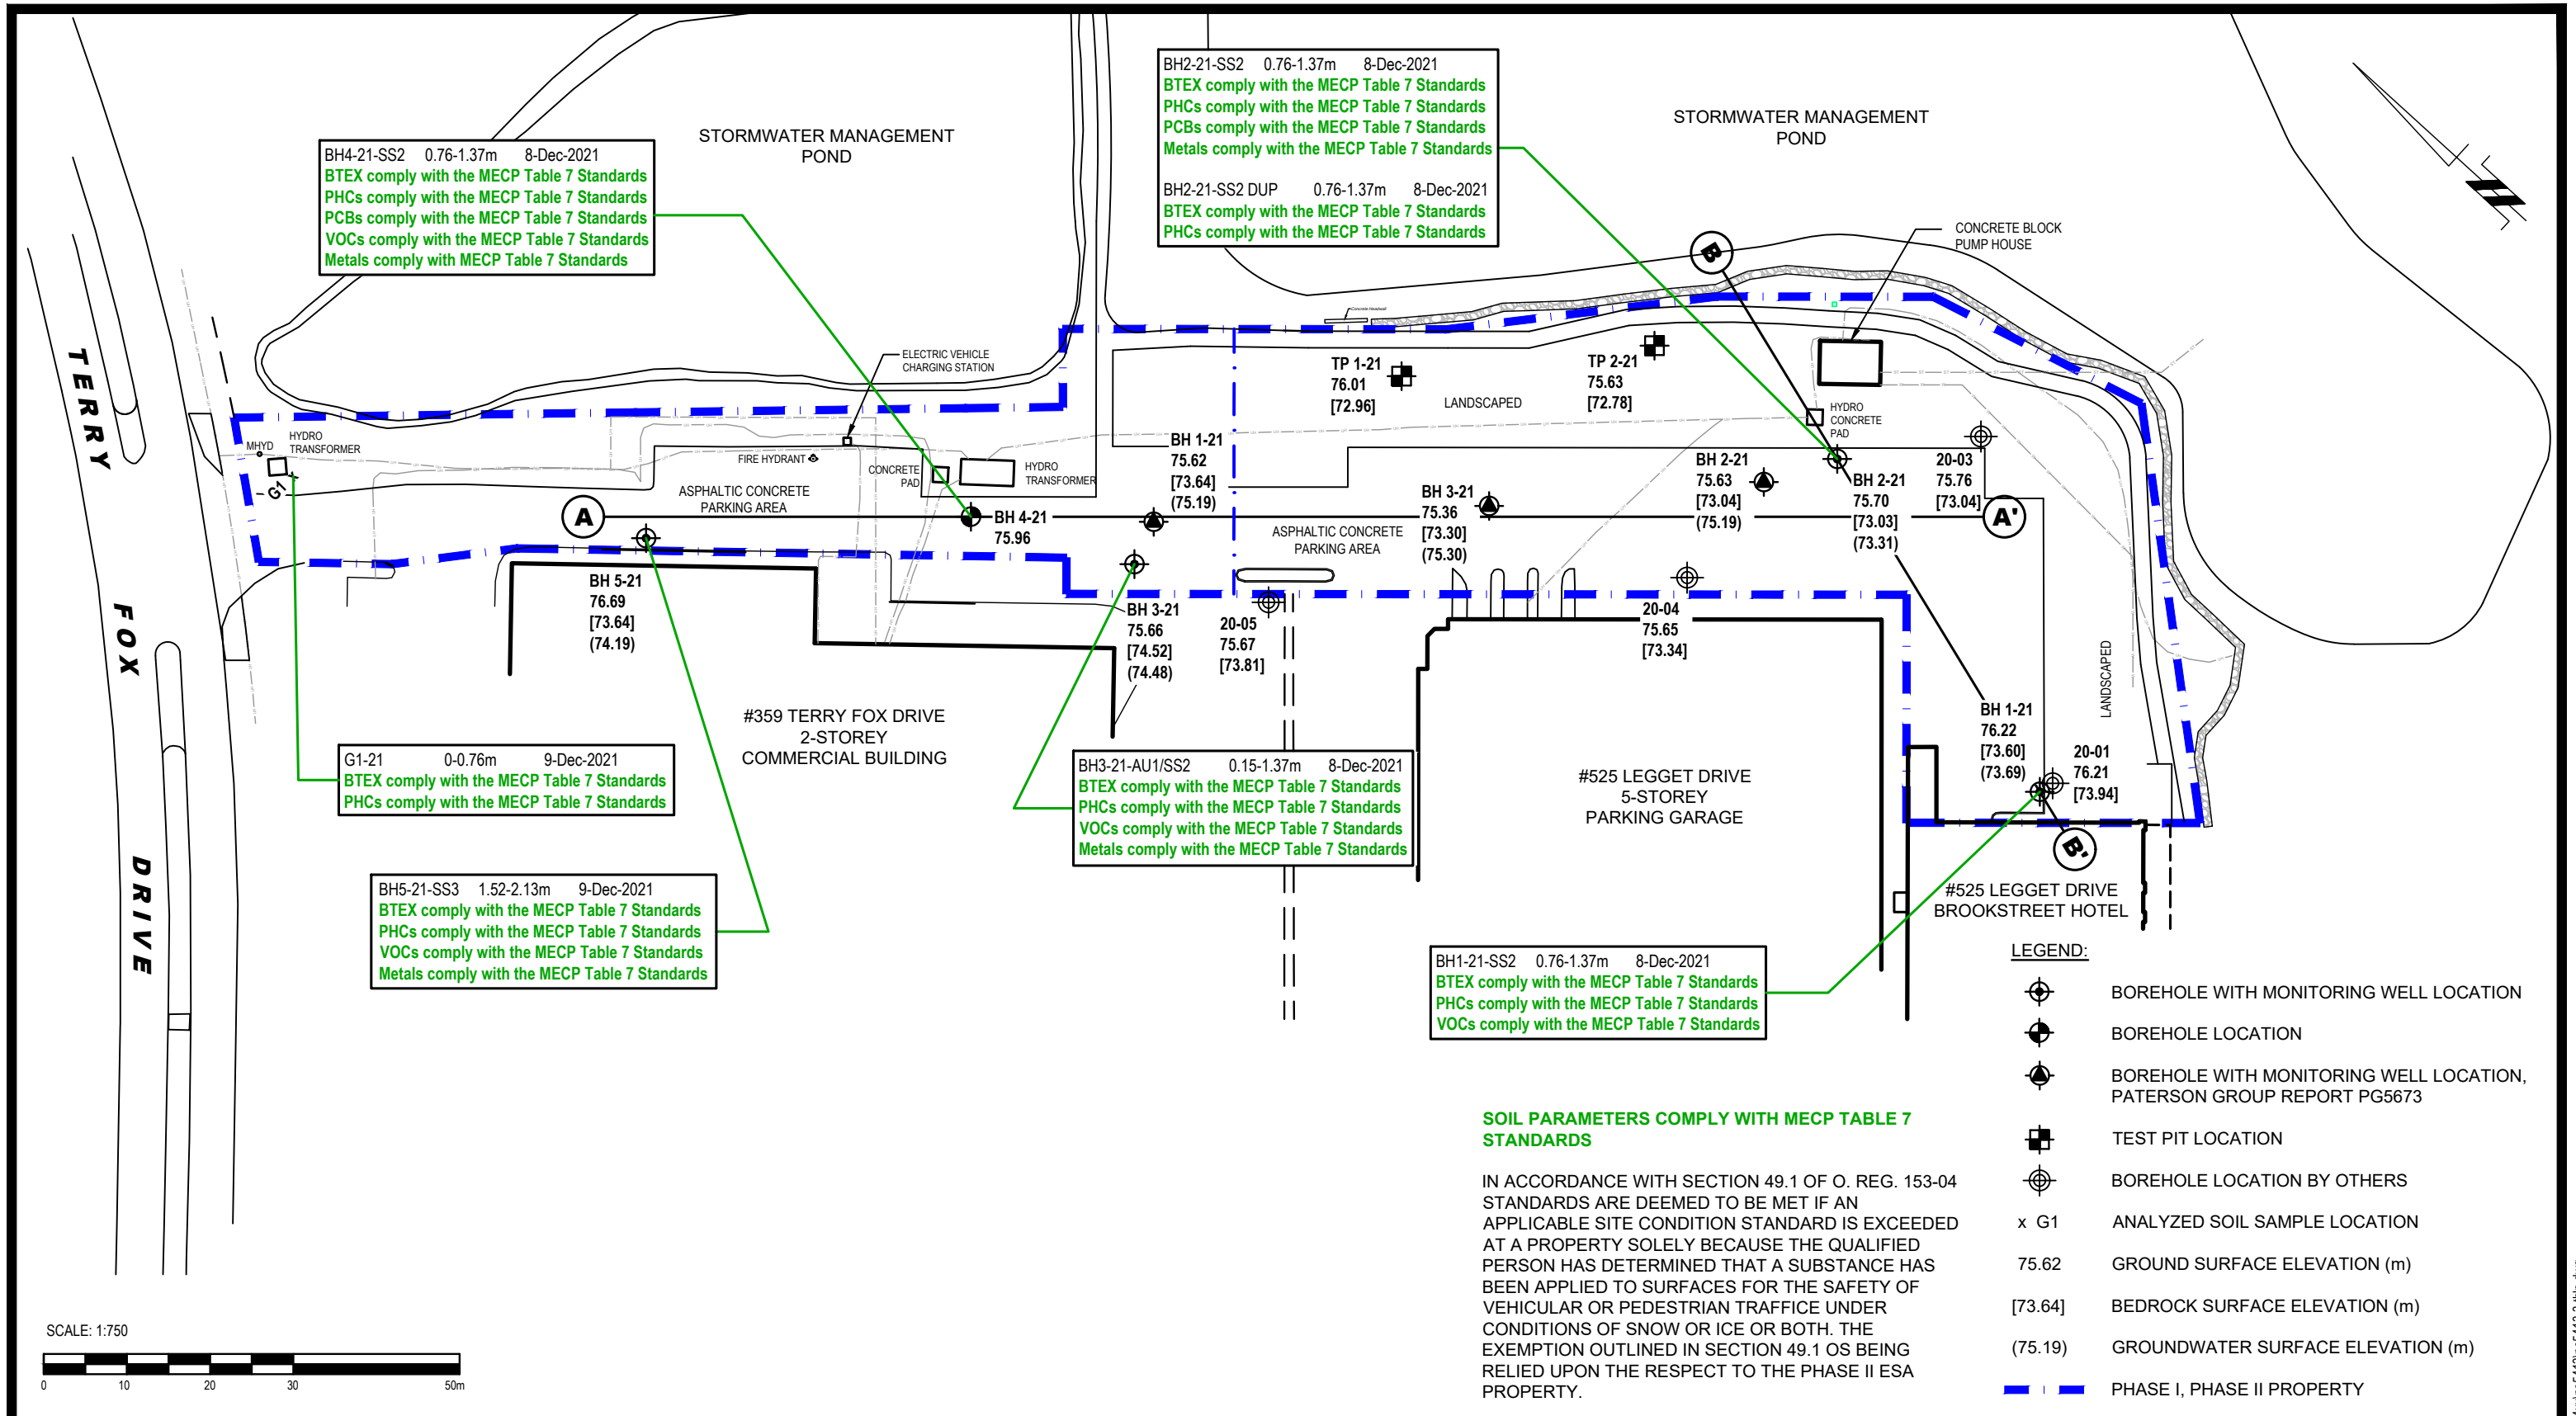 BH2-21-SS2 0.76-1.37m 8-Dec-2021
BTEX comply with the MECP Table 7 Standards
PHCs comply with the MECP Table 7 Standards
PCBs comply with the MECP Table 7 Standards
Metals comply with the MECP Table 7 Standards
BH2-21-SS2 DUP 0.76-1.37m 8-Dec-2021
BTEX comply with the MECP Table 7 Standards
PHCs comply with the MECP Table 7 Standards
STORMWATER MANAGEMENT
POND
STORMWATER MANAGEMENT
POND
BH4-21-SS2 0.76-1.37m 8-Dec-2021
BTEX comply with the MECP Table 7 Standards
PHCs comply with the MECP Table 7 Standards
PCBs comply with the MECP Table 7 Standards
VOCs comply with the MECP Table 7 Standards
Metals comply with MECP Table 7 Standards
B
CONCRETE BLOCK
PUMP HOUSE
Concrete Headwall
ELECTRIC VEHICLE
CHARGING STATION
TP 1-21
76.01
[72.96]
TP 2-21
75.63
[72.78]
LANDSCAPED
HYDRO
CONCRETE
PAD
TERRY FOX DRIVE
MHYD
HYDRO
TRANSFORMER
G1
FIRE HYDRANT
CONCRETE
PAD
HYDRO
TRANSFORMER
ASPHALTIC CONCRETE
PARKING AREA
A
BH 4-21
75.96
BH 1-21
75.62
[73.64]
(75.19)
ASPHALTIC CONCRETE
PARKING AREA
BH 3-21
75.36
[73.30]
(75.30)
BH 2-21
75.63
[73.04]
(75.19)
BH 2-21
75.70
[73.03]
(73.31)
20-03
75.76
[73.04]
A'
BH 5-21
76.69
[73.64]
(74.19)
BH 3-21
75.66
[74.52]
(74.48)
20-05
75.67
[73.81]
20-04
75.65
[73.34]
LANDSCAPED
BH 1-21
76.22
[73.60]
(73.69)
20-01
76.21
[73.94]
B'
#359 TERRY FOX DRIVE
2-STOREY
COMMERCIAL BUILDING
#525 LEGGET DRIVE
5-STOREY
PARKING GARAGE
#525 LEGGET DRIVE
BROOKSTREET HOTEL
G1-21 0-0.76m 9-Dec-2021
BTEX comply with the MECP Table 7 Standards
PHCs comply with the MECP Table 7 Standards
BH3-21-AU1/SS2 0.15-1.37m 8-Dec-2021
BTEX comply with the MECP Table 7 Standards
PHCs comply with the MECP Table 7 Standards
VOCs comply with the MECP Table 7 Standards
Metals comply with the MECP Table 7 Standards
BH5-21-SS3 1.52-2.13m 9-Dec-2021
BTEX comply with the MECP Table 7 Standards
PHCs comply with the MECP Table 7 Standards
VOCs comply with the MECP Table 7 Standards
Metals comply with the MECP Table 7 Standards
BH1-21-SS2 0.76-1.37m 8-Dec-2021
BTEX comply with the MECP Table 7 Standards
PHCs comply with the MECP Table 7 Standards
VOCs comply with the MECP Table 7 Standards
LEGEND:
BOREHOLE WITH MONITORING WELL LOCATION
BOREHOLE LOCATION
BOREHOLE WITH MONITORING WELL LOCATION,
PATERSON GROUP REPORT PG5673
TEST PIT LOCATION
BOREHOLE LOCATION BY OTHERS
x G1 ANALYZED SOIL SAMPLE LOCATION
75.62 GROUND SURFACE ELEVATION (m)
[73.64] BEDROCK SURFACE ELEVATION (m)
(75.19) GROUNDWATER SURFACE ELEVATION (m)
PHASE I, PHASE II PROPERTY
SOIL PARAMETERS COMPLY WITH MECP TABLE 7
STANDARDS
IN ACCORDANCE WITH SECTION 49.1 OF O. REG. 153-04
STANDARDS ARE DEEMED TO BE MET IF AN
APPLICABLE SITE CONDITION STANDARD IS EXCEEDED
AT A PROPERTY SOLELY BECAUSE THE QUALIFIED
PERSON HAS DETERMINED THAT A SUBSTANCE HAS
BEEN APPLIED TO SURFACES FOR THE SAFETY OF
VEHICULAR OR PEDESTRIAN TRAFFICE UNDER
CONDITIONS OF SNOW OR ICE OR BOTH. THE
EXEMPTION OUTLINED IN SECTION 49.1 OS BEING
RELIED UPON THE RESPECT TO THE PHASE II ESA
PROPERTY.
SCALE: 1:750
0 10 20 30 50m